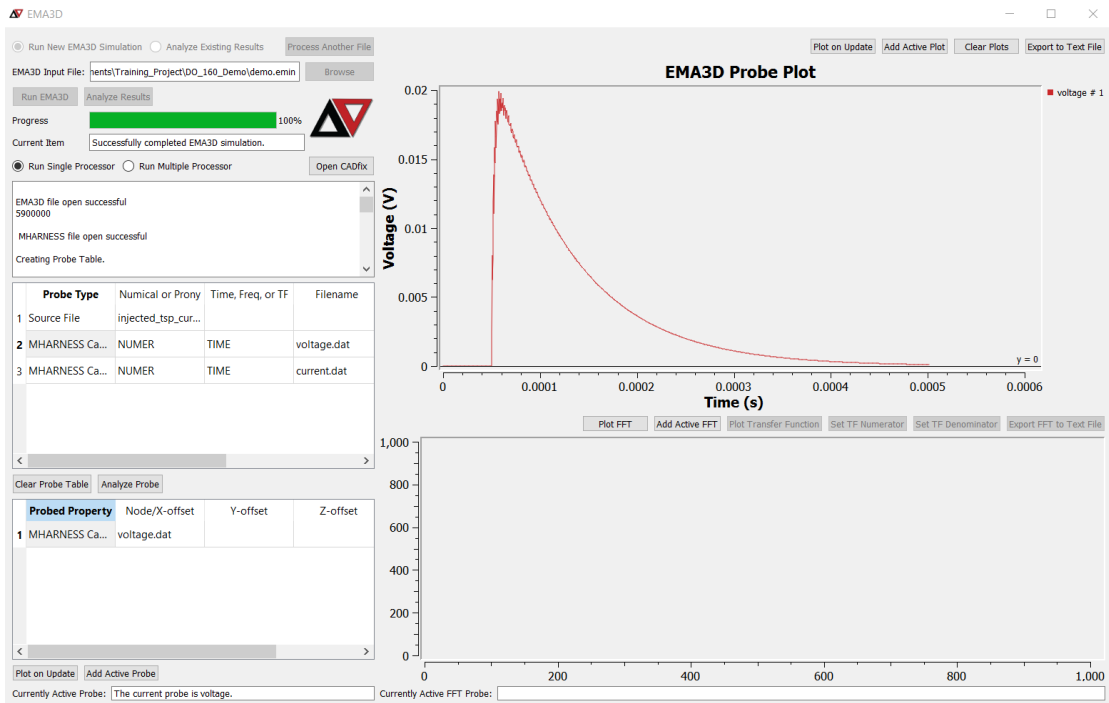 EMA3D
Run New EMA3D Simulation Analyze Existing Results Process Another File
EMA3D Input File: nents\Training_Project\DO_160_Demo\demo.emin Browse
Run EMA3D Analyze Results
Progress 100%
Current Item Successfully completed EMA3D simulation.
Run Single Processor Run Multiple Processor Open CADfix
EMA3D file open successful
5900000
MHARNESS file open successful
Creating Probe Table.
Probe Type Numical or Prony Time, Freq, or TF Filename
1 Source File injected_tsp_cur...
2 MHARNESS Ca... NUMER TIME voltage.dat
3 MHARNESS Ca... NUMER TIME current.dat
Clear Probe Table Analyze Probe
Probed Property Node/X-offset Y-offset Z-offset
1 MHARNESS Ca... voltage.dat
Plot on Update Add Active Probe
Currently Active Probe: The current probe is voltage.
Plot on Update Add Active Plot Clear Plots Export to Text File
EMA3D Probe Plot
voltage # 1
Voltage (V)
0.02
0.015
0.01
0.005
0
y = 0
0 0.0001 0.0002 0.0003 0.0004 0.0005 0.0006
Time (s)
Plot FFT Add Active FFT Plot Transfer Function Set TF Numerator Set TF Denominator Export FFT to Text File
1,000
800
600
400
200
0
0 200 400 600 800 1,000
Currently Active FFT Probe: